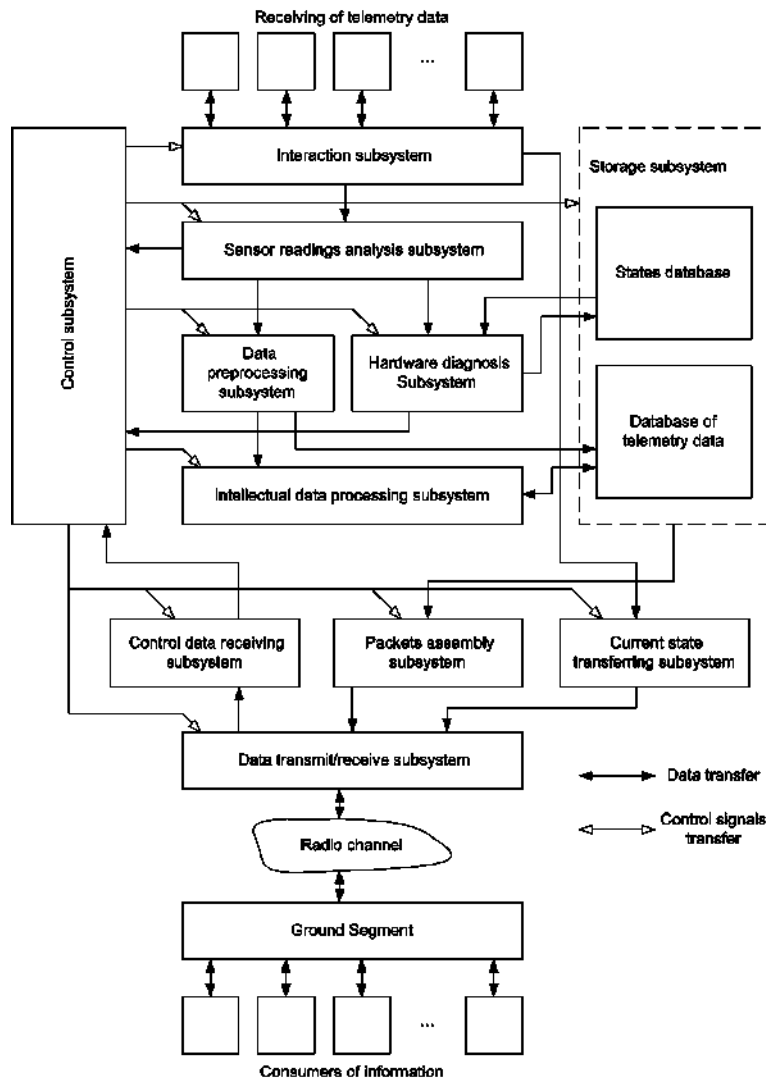 Receiving of telemetry data
...
Interaction subsystem
Storage subsystem
Sensor readings analysis subsystem
States database
Control subsystem
Data
preprocessing
subsystem
Hardware diagnosis
Subsystem
Database of
telemetry data
Intellectual data processing subsystem
Control data receiving
subsystem
Packets assembly
subsystem
Current state
transferring subsystem
Data transmit/receive subsystem
Data transfer
Control signals
transfer
Radio channel
Ground Segment
...
Consumers of information